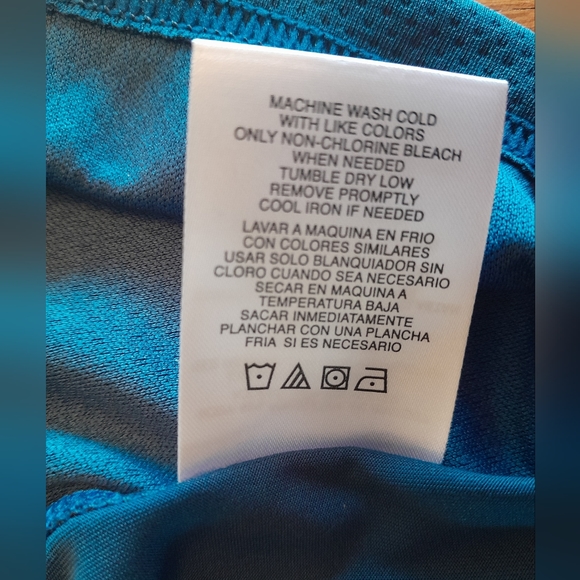 MACHINE WASH COLD
WITH LIKE COLORS
ONLY NON-CHLORINE BLEACH
WHEN NEEDED
TUMBLE DRY LOW
REMOVE PROMPTLY
COOL IRON IF NEEDED
LAVAR A MAQUINA EN FRIO
CON COLORES SIMILARES
USAR SOLO BLANQUIADOR SIN
CLORO CUANDO SEA NECESARIO
SECAR EN MAQUINA A
TEMPERATURA BAJA
SACAR INMEDIATAMENTE
PLANCHAR CON UNA PLANCHA
FRIA SI ES NECESARIO